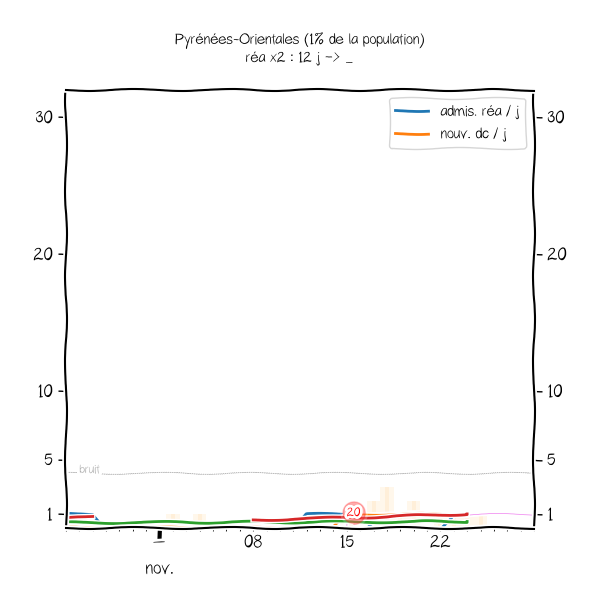 Pyrénées-Orientales (1% de la population)
réa x2 : 12 j -> _
admis. réa / j
nouv. dc / j
30
30
20
20
10
10
5
5
bruit
1
20
1
1
08
15
22
nov.